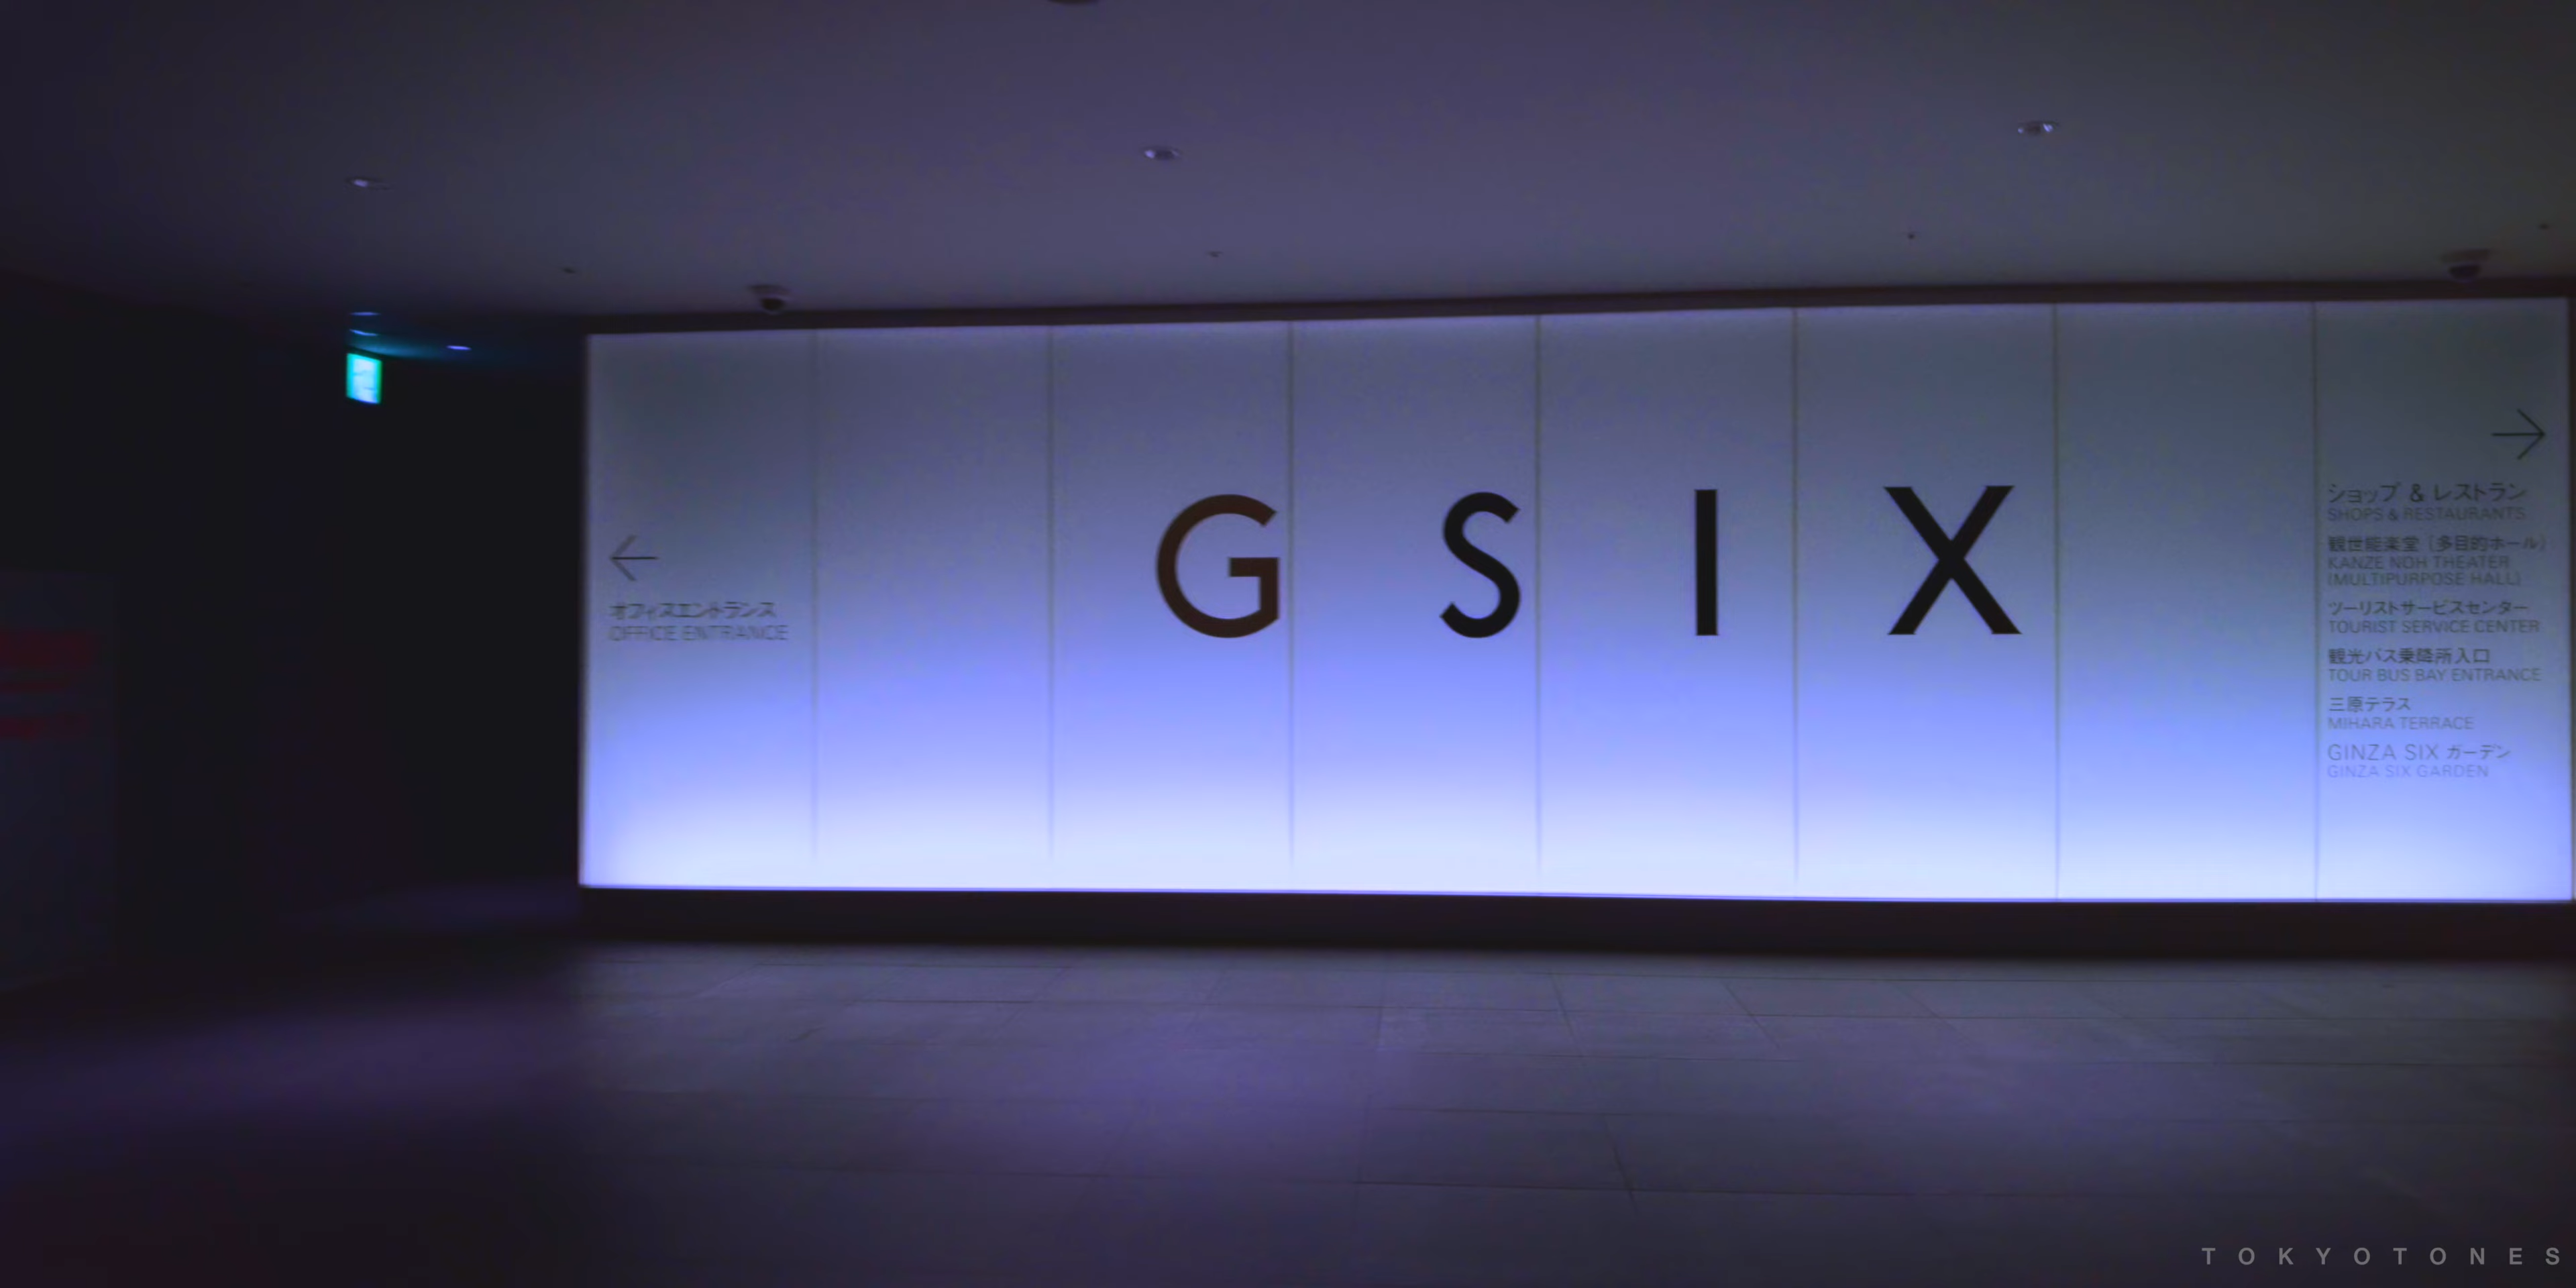 G S I X
←
オフィスエントランス
OFFICE ENTRANCE
→
ショップ & レストラン
SHOPS & RESTAURANTS
観世能楽堂（多目的ホール）
KANZE NOH THEATER
(MULTIPURPOSE HALL)
ツーリストサービスセンター
TOURIST SERVICE CENTER
観光バス乗降所入口
TOUR BUS BAY ENTRANCE
三原テラス
MIHARA TERRACE
GINZA SIX ガーデン
GINZA SIX GARDEN
TOKYOTONES